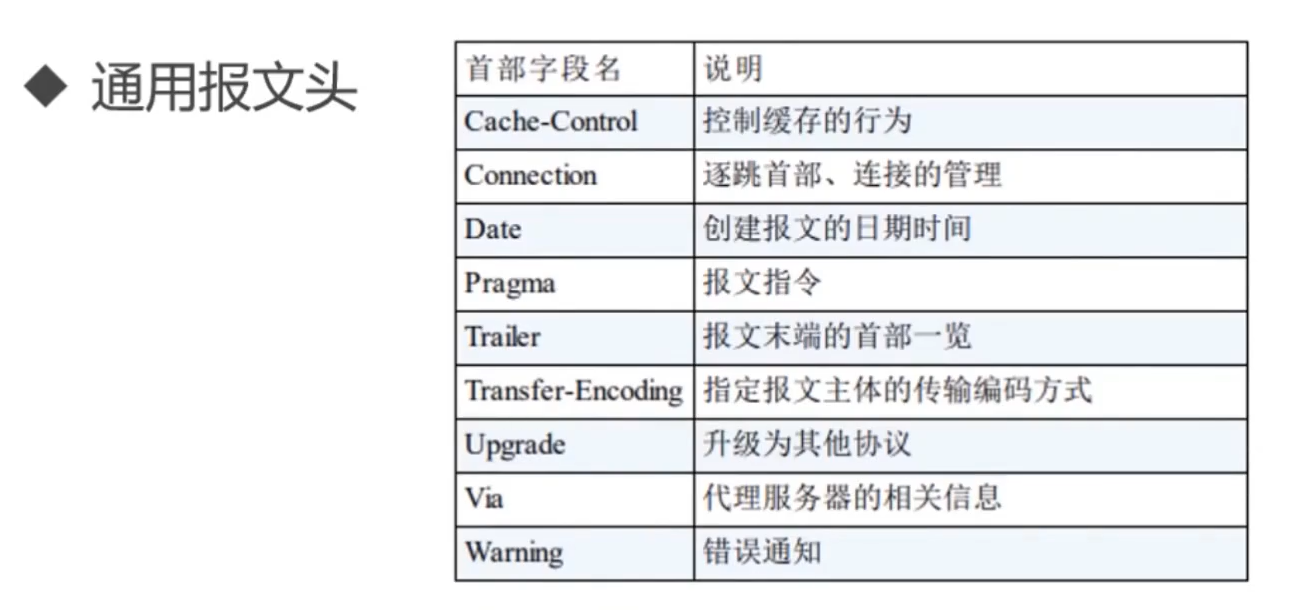 ◆ 通用报文头
首部字段名 说明
Cache-Control 控制缓存的行为
Connection 逐跳首部、连接的管理
Date 创建报文的日期时间
Pragma 报文指令
Trailer 报文末端的首部一览
Transfer-Encoding 指定报文主体的传输编码方式
Upgrade 升级为其他协议
Via 代理服务器的相关信息
Warning 错误通知